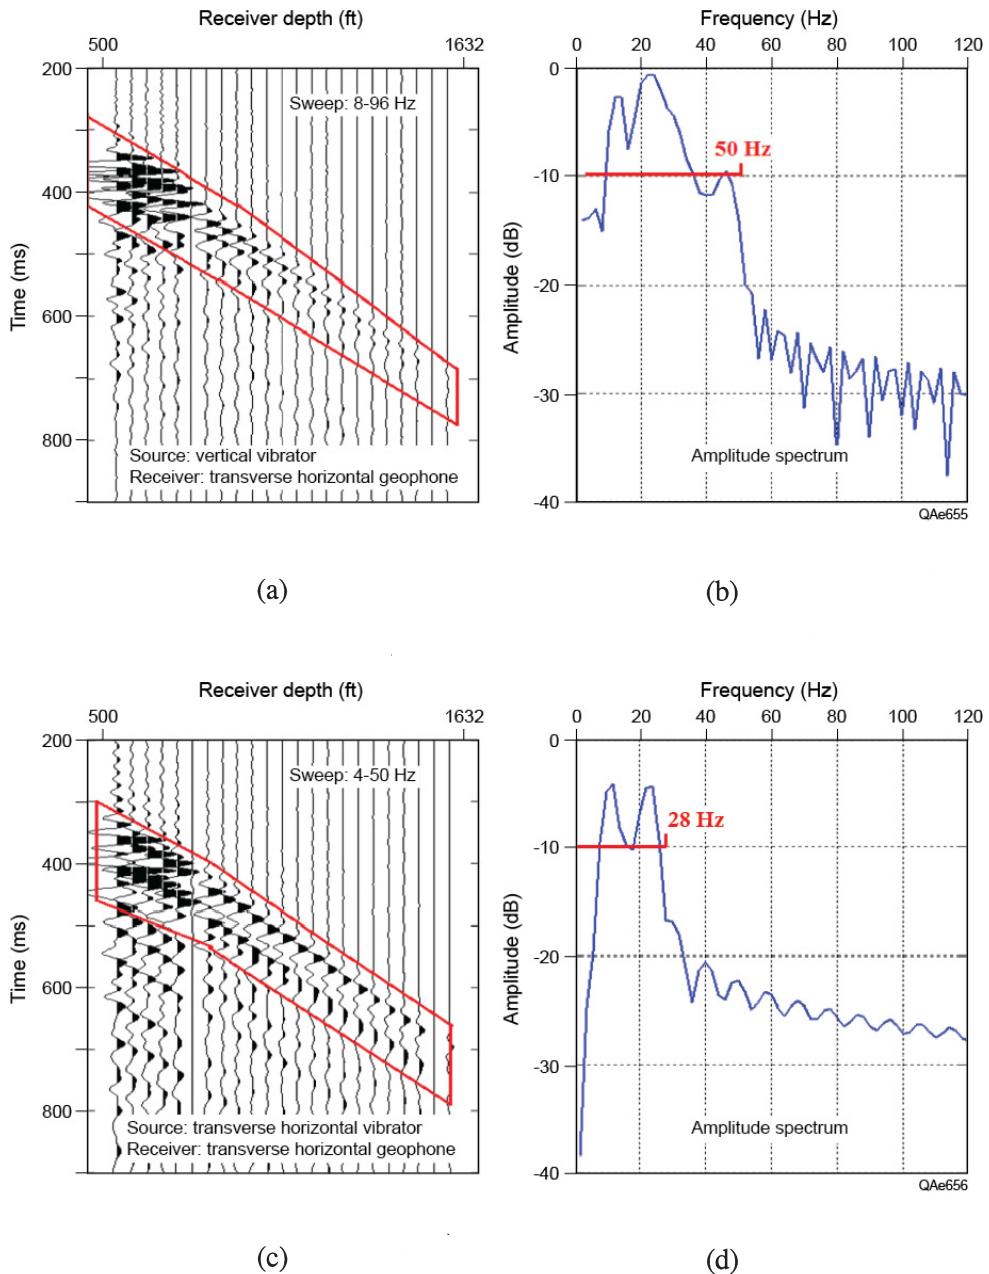 Receiver depth (ft)
500 1632
200
400
600
800
Time (ms)
Sweep: 8-96 Hz
Source: vertical vibrator
Receiver: transverse horizontal geophone
(a)
Frequency (Hz)
0 20 40 60 80 100 120
0
-10
-20
-30
-40
Amplitude (dB)
50 Hz
Amplitude spectrum
QAe655
(b)
Receiver depth (ft)
500 1632
200
400
600
800
Time (ms)
Sweep: 4-50 Hz
Source: transverse horizontal vibrator
Receiver: transverse horizontal geophone
(c)
Frequency (Hz)
0 20 40 60 80 100 120
0
-10
-20
-30
-40
Amplitude (dB)
28 Hz
Amplitude spectrum
QAe656
(d)